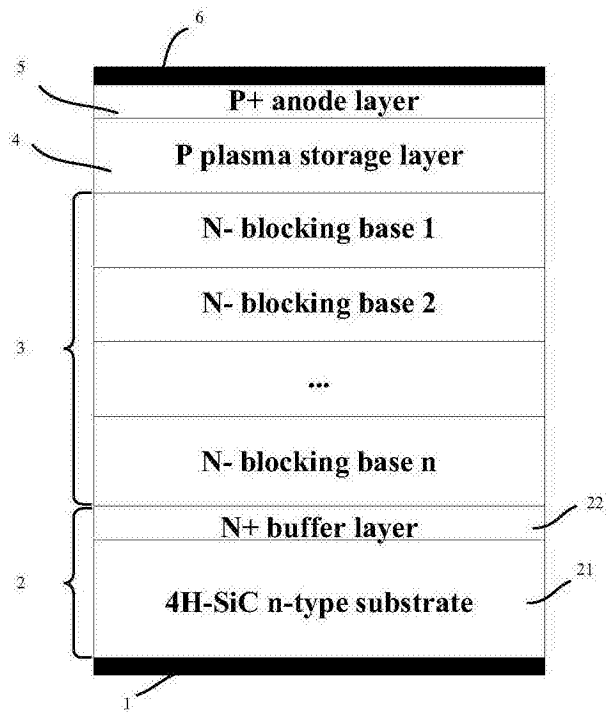 6
5
P+ anode layer
4
P plasma storage layer
N- blocking base 1
N- blocking base 2
3
...
N- blocking base n
22
N+ buffer layer
2
21
4H-SiC n-type substrate
1